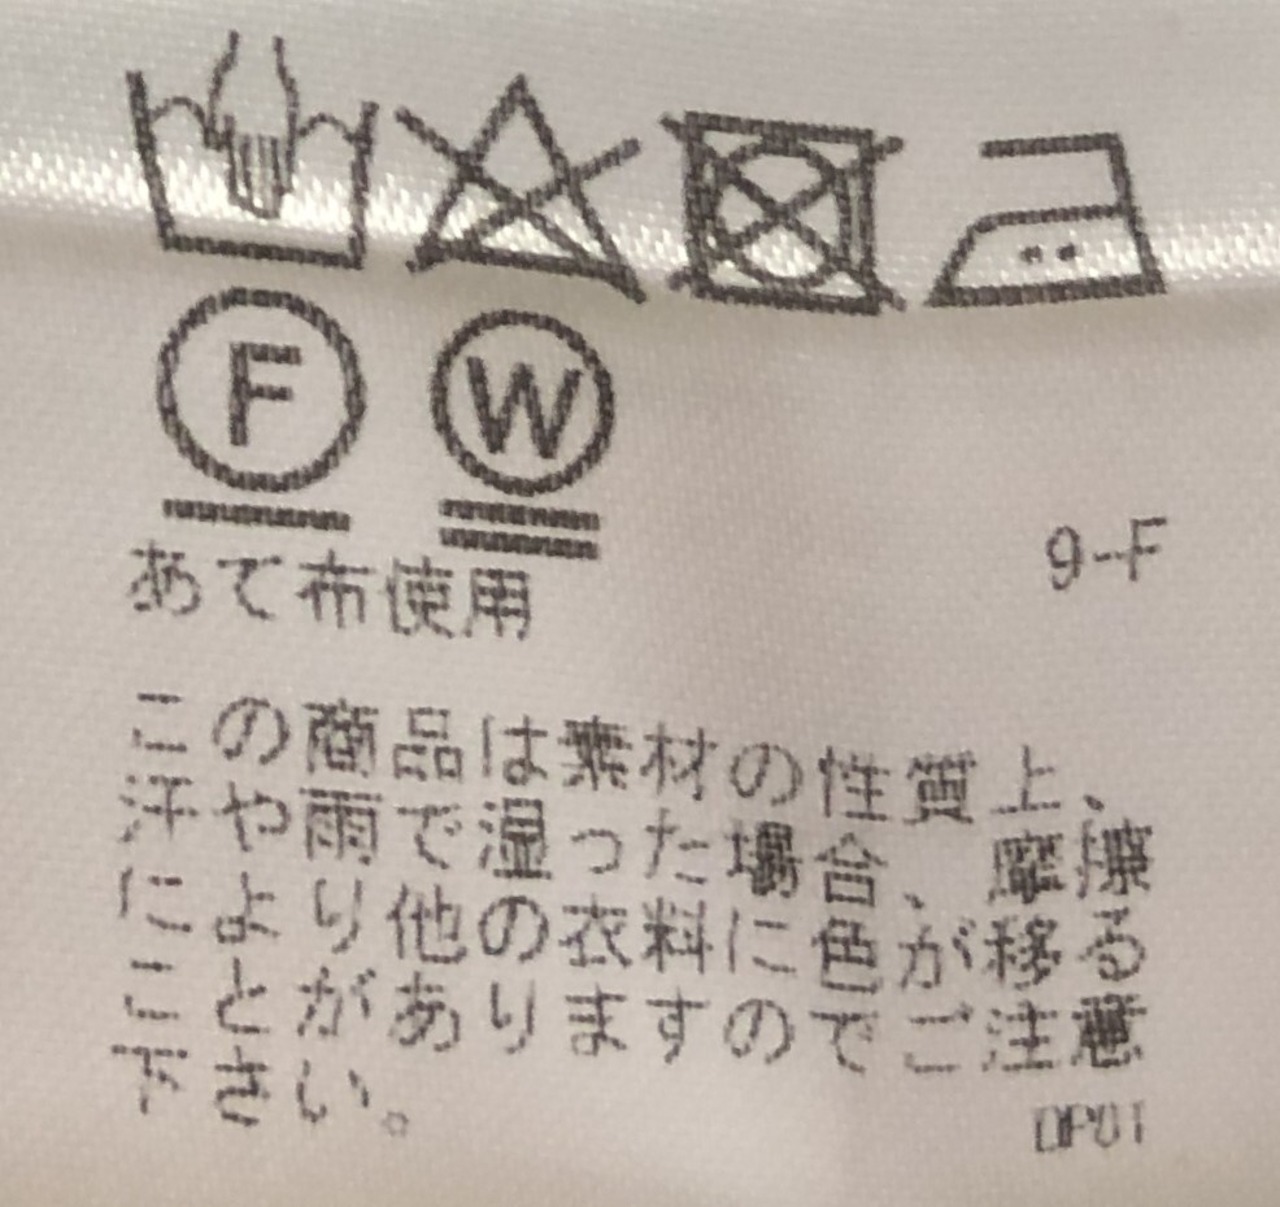 F W
9-F
あて布使用
この商品は素材の性質上、
汗や雨で湿った場合、摩擦
により他の衣料に色が移る
ことがありますのでご注意
下さい。
DP01